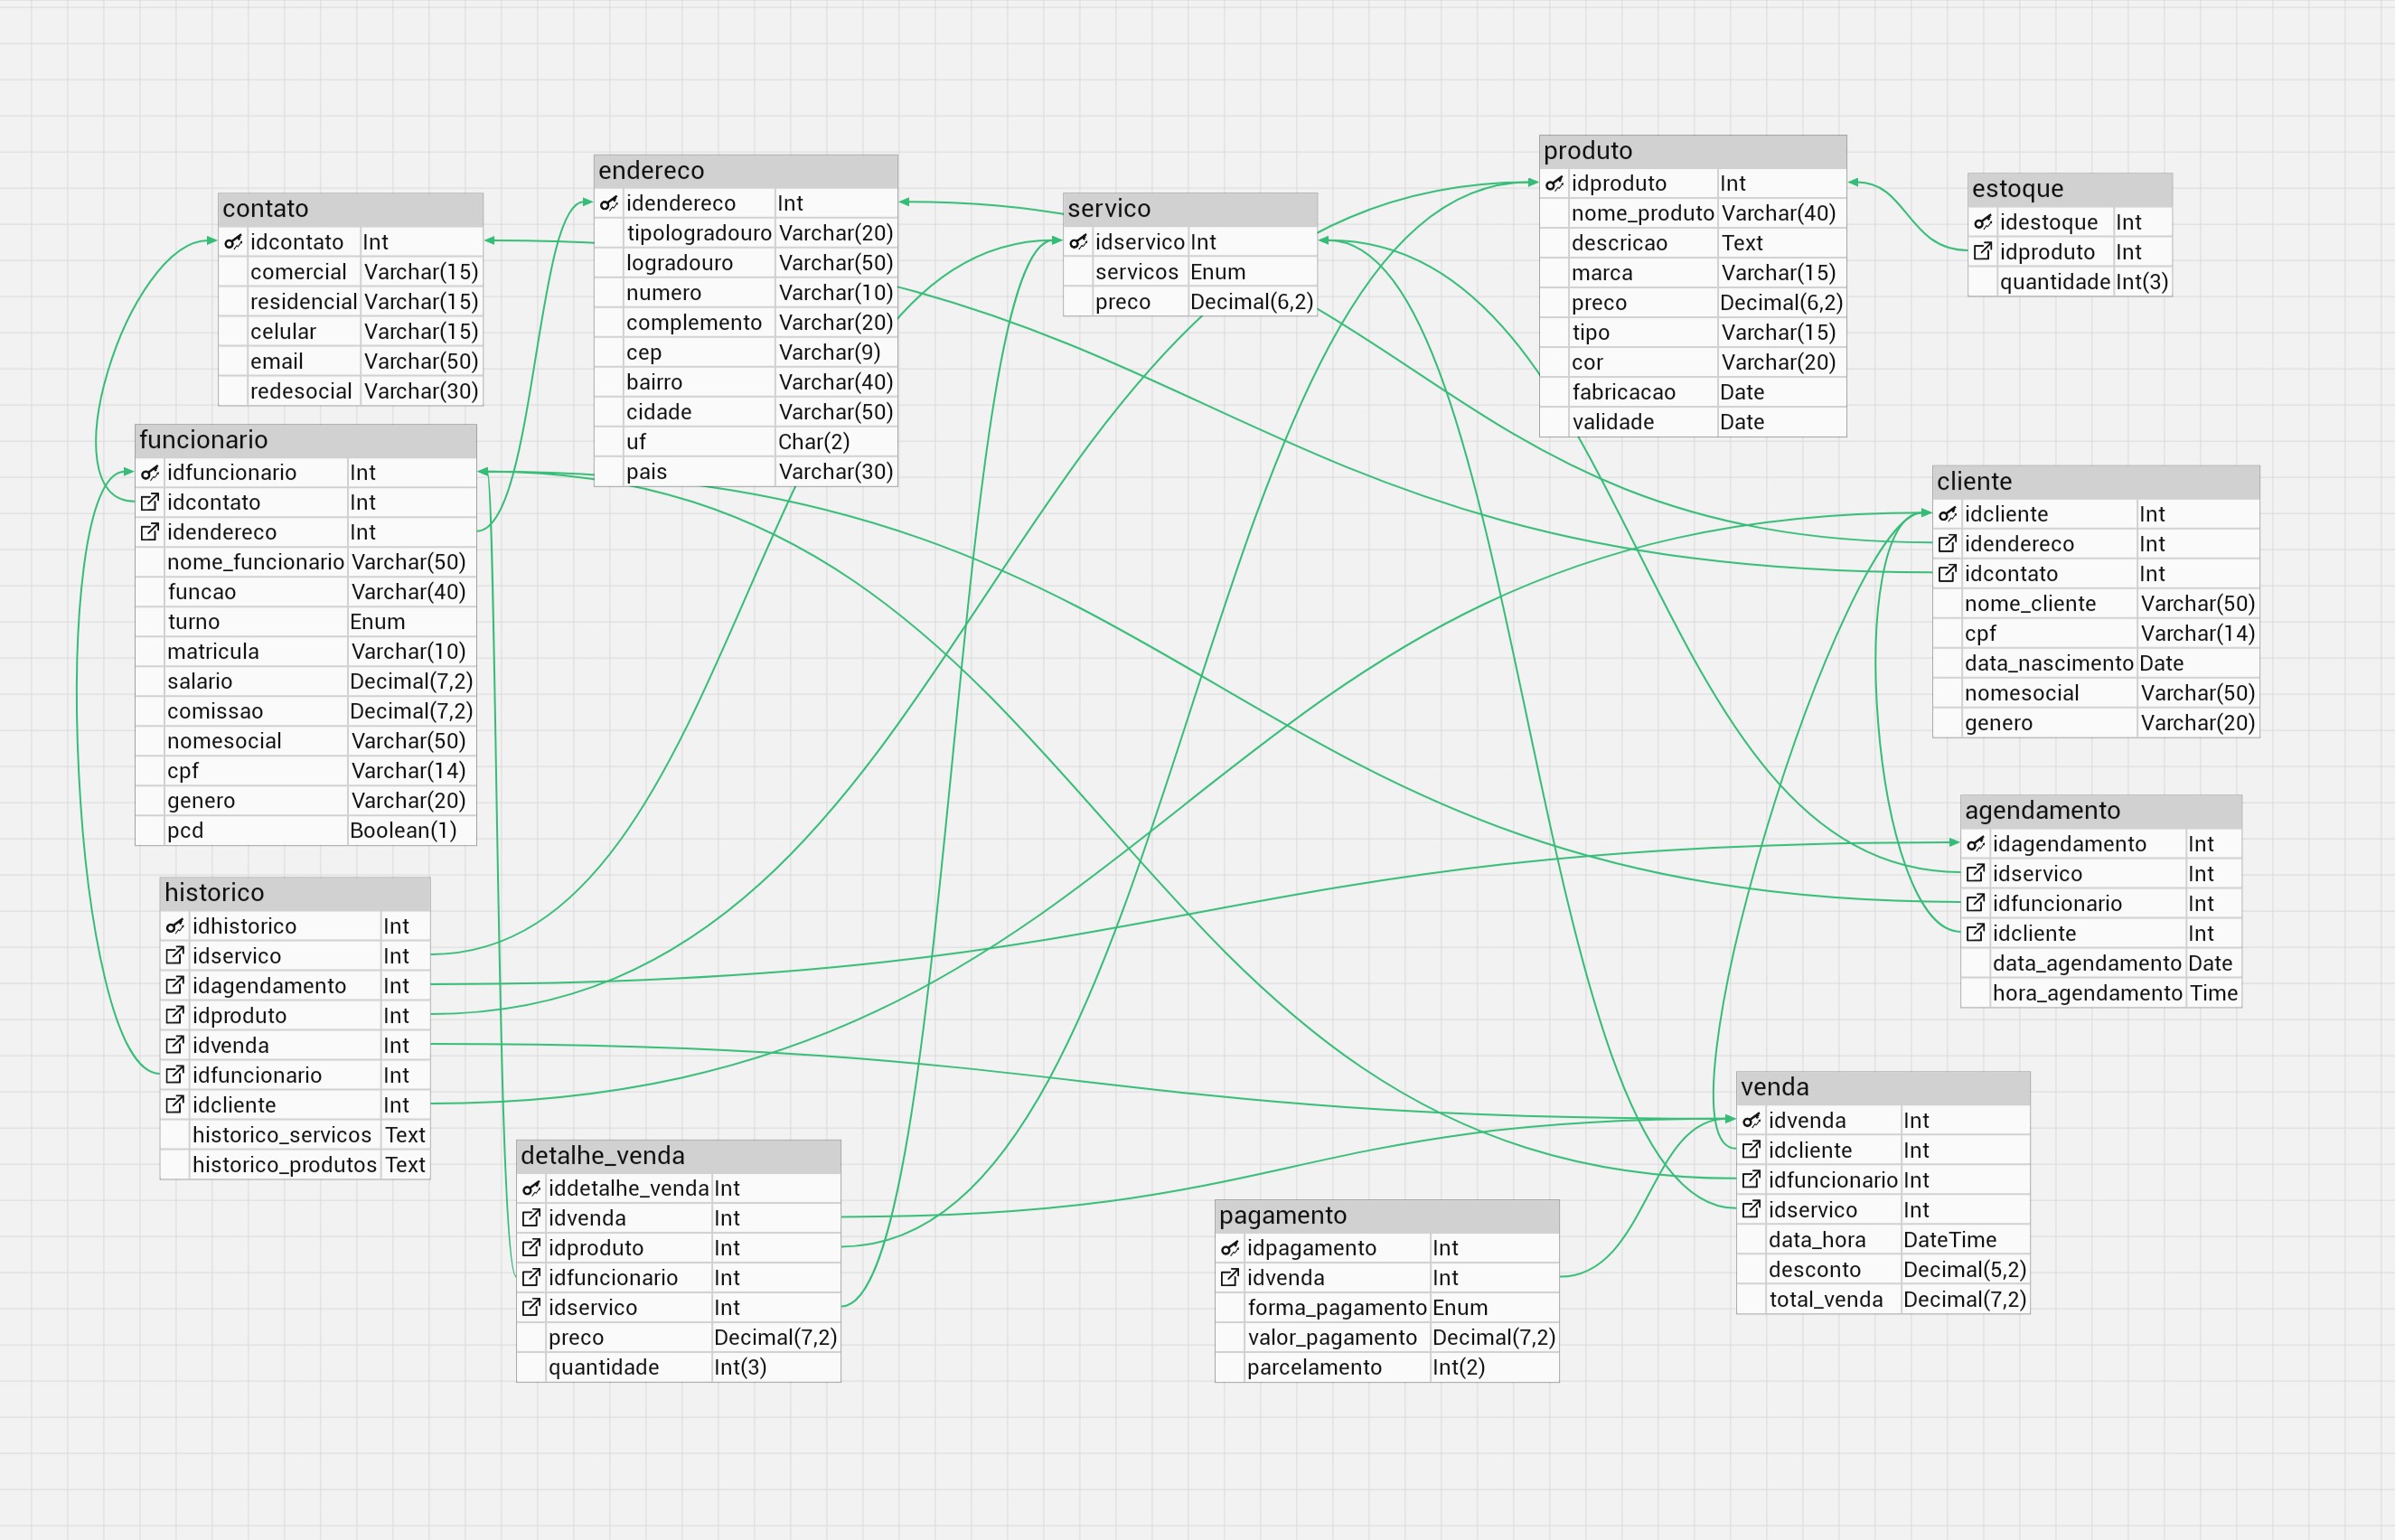 contato
idcontato Int
comercial Varchar(15)
residencial Varchar(15)
celular Varchar(15)
email Varchar(50)
redesocial Varchar(30)
endereco
idendereco Int
tipologradouro Varchar(20)
logradouro Varchar(50)
numero Varchar(10)
complemento Varchar(20)
cep Varchar(9)
bairro Varchar(40)
cidade Varchar(50)
uf Char(2)
pais Varchar(30)
servico
idservico Int
servicos Enum
preco Decimal(6,2)
produto
idproduto Int
nome_produto Varchar(40)
descricao Text
marca Varchar(15)
preco Decimal(6,2)
tipo Varchar(15)
cor Varchar(20)
fabricacao Date
validade Date
estoque
idestoque Int
idproduto Int
quantidade Int(3)
funcionario
idfuncionario Int
idcontato Int
idendereco Int
nome_funcionario Varchar(50)
funcao Varchar(40)
turno Enum
matricula Varchar(10)
salario Decimal(7,2)
comissao Decimal(7,2)
nomesocial Varchar(50)
cpf Varchar(14)
genero Varchar(20)
pcd Boolean(1)
cliente
idcliente Int
idendereco Int
idcontato Int
nome_cliente Varchar(50)
cpf Varchar(14)
data_nascimento Date
nomesocial Varchar(50)
genero Varchar(20)
agendamento
idagendamento Int
idservico Int
idfuncionario Int
idcliente Int
data_agendamento Date
hora_agendamento Time
historico
idhistorico Int
idservico Int
idagendamento Int
idproduto Int
idvenda Int
idfuncionario Int
idcliente Int
historico_servicos Text
historico_produtos Text
detalhe_venda
iddetalhe_venda Int
idvenda Int
idproduto Int
idfuncionario Int
idservico Int
preco Decimal(7,2)
quantidade Int(3)
pagamento
idpagamento Int
idvenda Int
forma_pagamento Enum
valor_pagamento Decimal(7,2)
parcelamento Int(2)
venda
idvenda Int
idcliente Int
idfuncionario Int
idservico Int
data_hora DateTime
desconto Decimal(5,2)
total_venda Decimal(7,2)